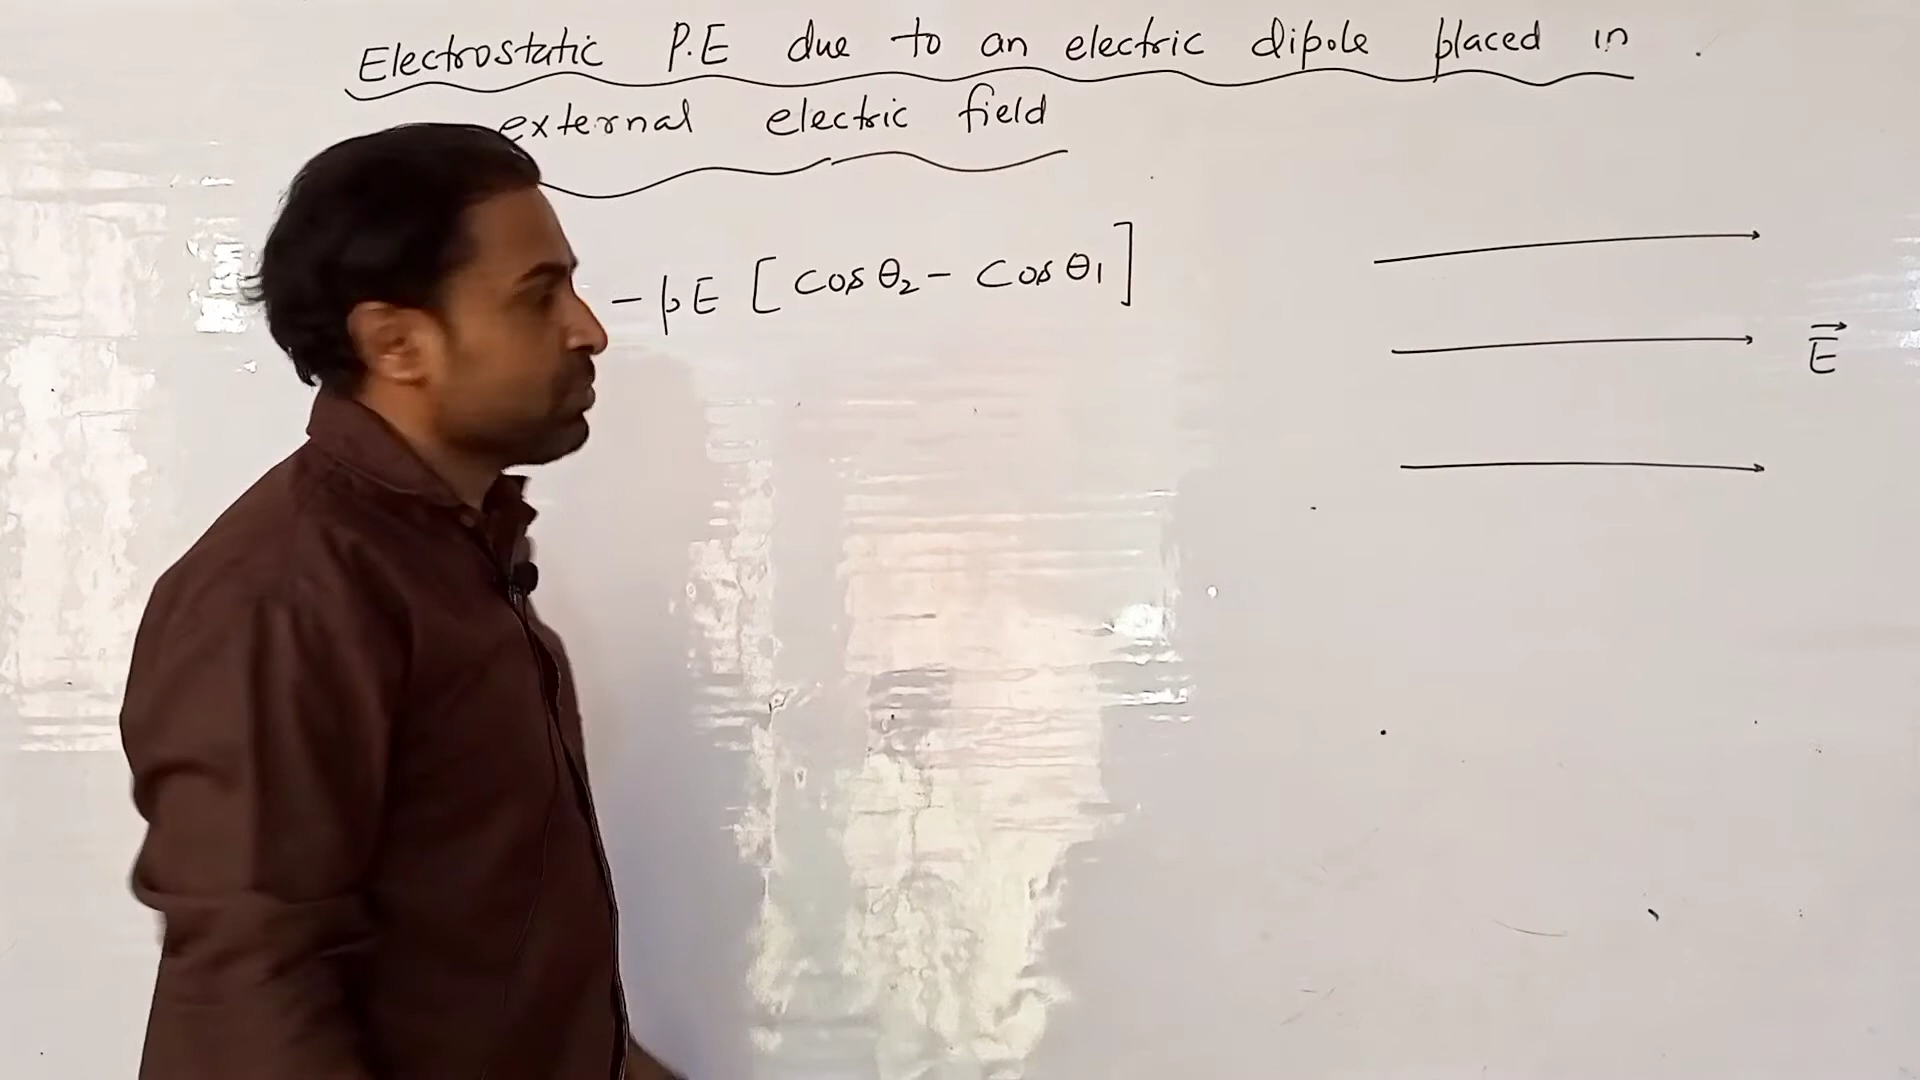 Electrostatic P.E due to an electric dipole placed in
external electric field
- pE [ cos θ₂ - cos θ₁ ]
E⃗